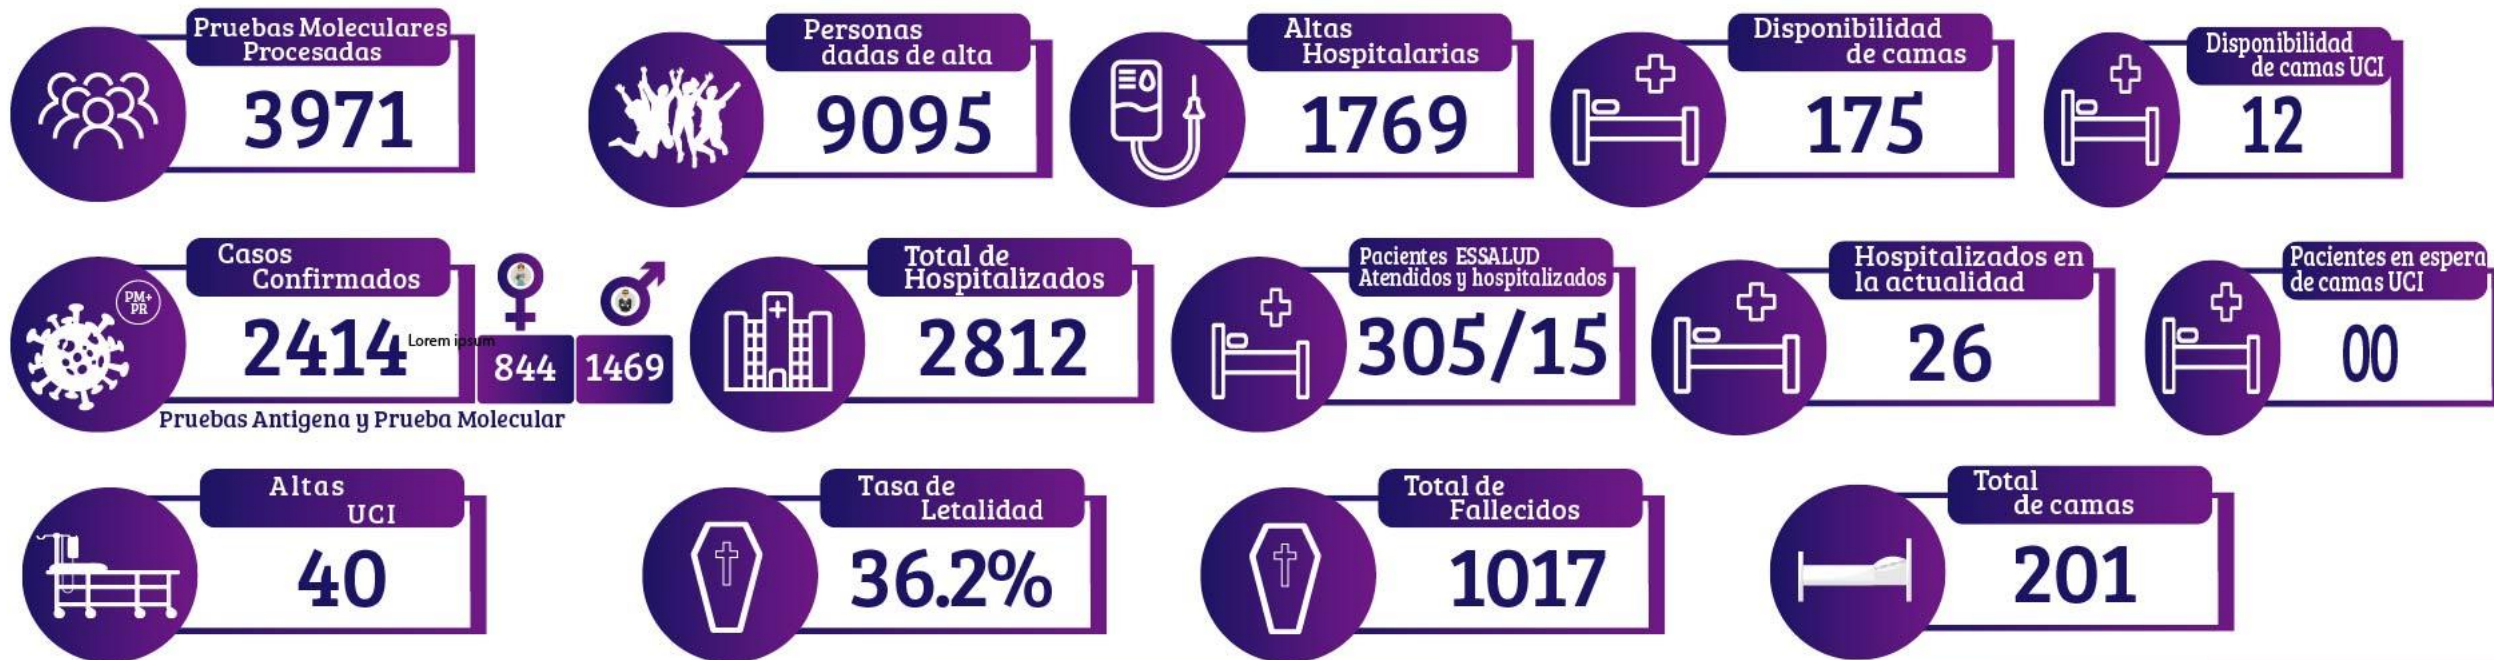 Pruebas Moleculares
Procesadas
3971
Personas
dadas de alta
9095
Altas
Hospitalarias
1769
Disponibilidad
de camas
175
Disponibilidad
de camas UCI
12
Casos
Confirmados
PM+
PR
2414
Lorem ipsum
844
1469
Pruebas Antigena y Prueba Molecular
Total de
Hospitalizados
2812
Pacientes ESSALUD
Atendidos y hospitalizados
305/15
Hospitalizados en
la actualidad
26
Pacientes en espera
de camas UCI
00
Altas
UCI
40
Tasa de
Letalidad
36.2%
Total de
Fallecidos
1017
Total
de camas
201